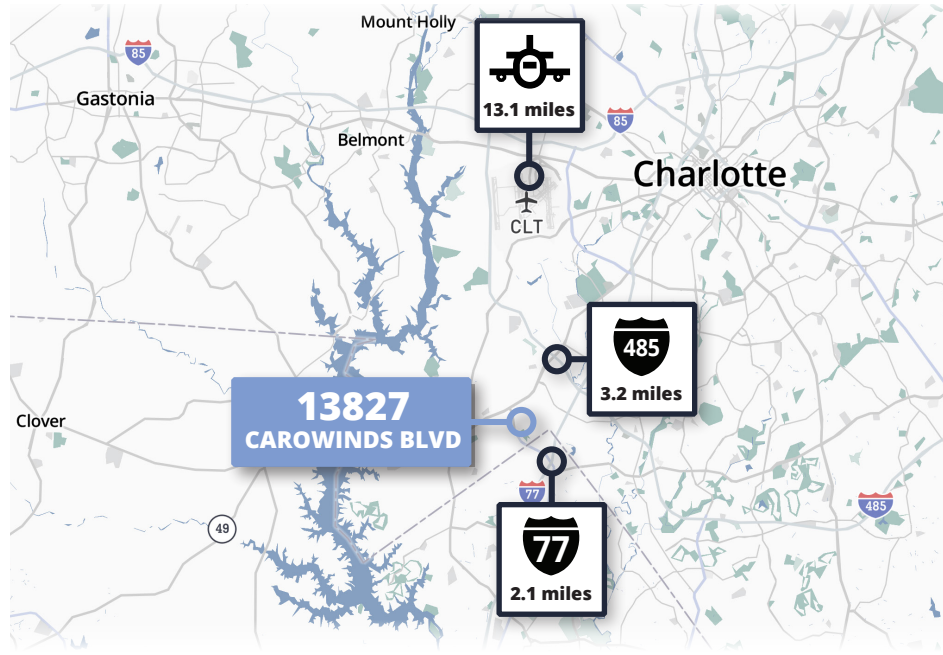 Mount Holly
85
Gastonia
13.1 miles
85
Belmont
Charlotte
CLT
485
3.2 miles
13827
CAROWINDS BLVD
Clover
77
485
49
77
2.1 miles